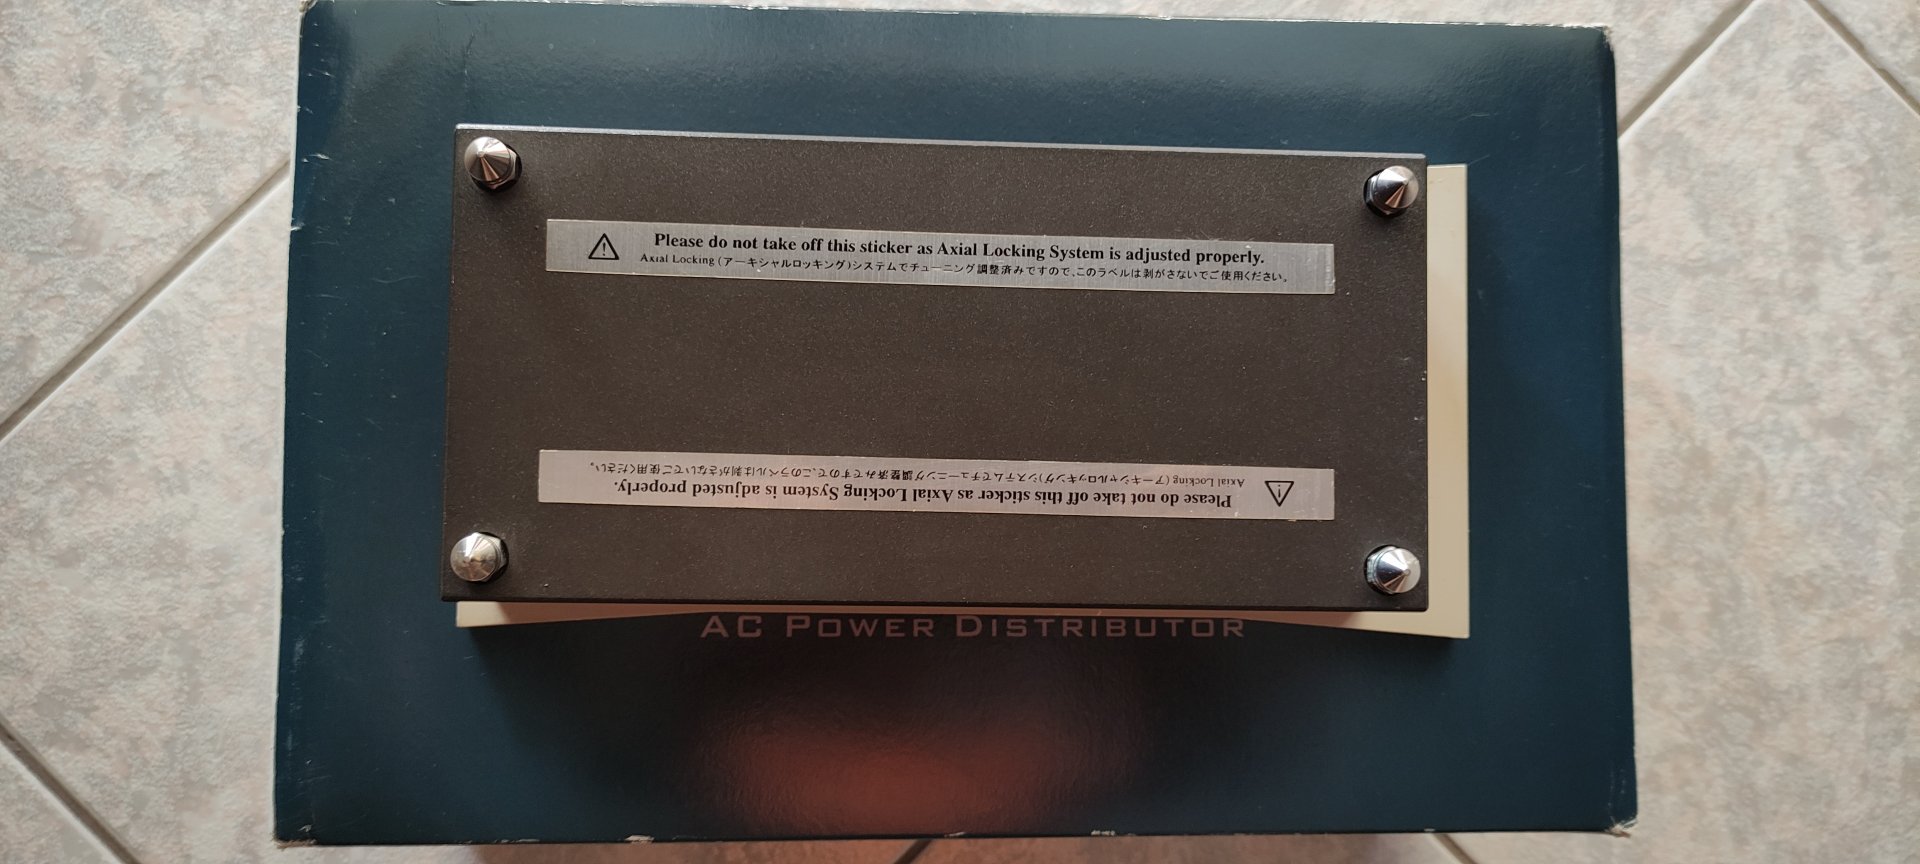 Please do not take off this sticker as Axial Locking System is adjusted properly.
Axial Locking (アーキシャルロッキング)システムでチューニング調整済みですので、このラベルは剥がさないでご使用ください。
Axial Locking (アーキシャルロッキング)システムでチューニング調整済みですので、このラベルは剥がさないでご使用ください。
Please do not take off this sticker as Axial Locking System is adjusted properly.
AC POWER DISTRIBUTOR